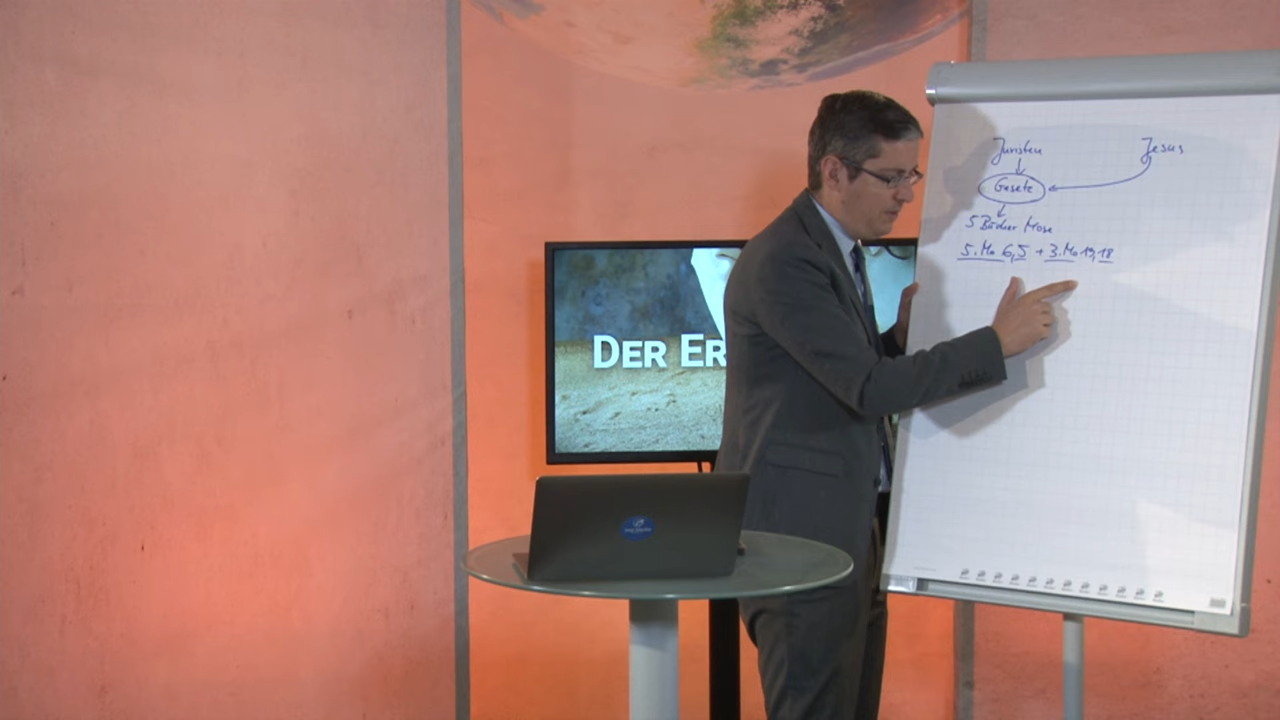 Juristen Jesus
Gesetz
5 Bücher Mose
5.Mo 6,5 + 3.Mo 19,18
DER ER